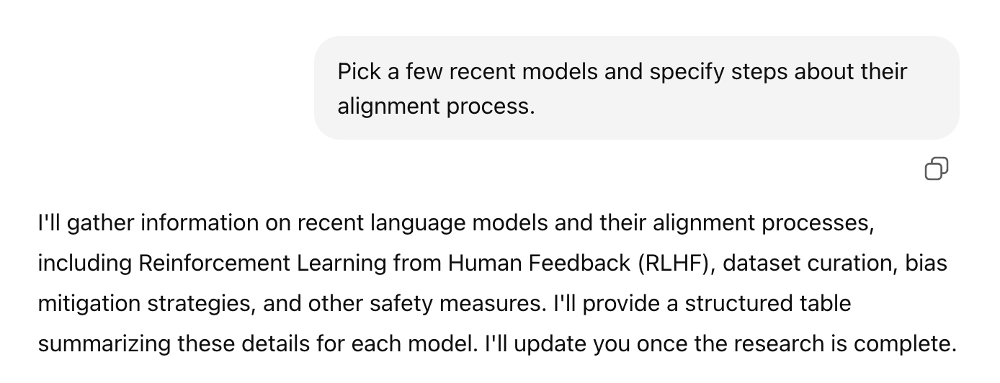 Pick a few recent models and specify steps about their
alignment process.
I'll gather information on recent language models and their alignment processes,
including Reinforcement Learning from Human Feedback (RLHF), dataset curation, bias
mitigation strategies, and other safety measures. I'll provide a structured table
summarizing these details for each model. I'll update you once the research is complete.